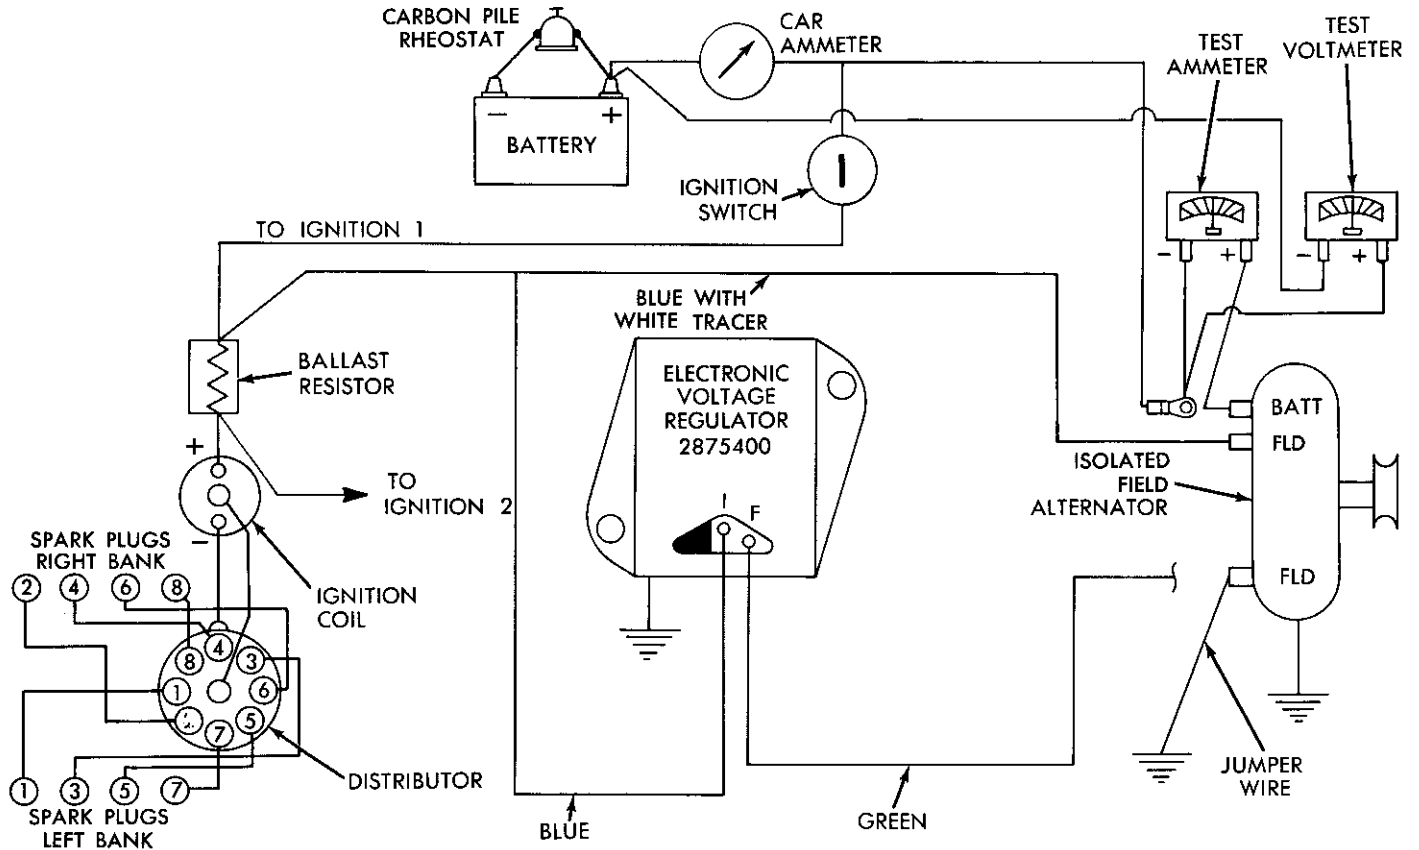 CARBON PILE
RHEOSTAT
CAR
AMMETER
TEST
AMMETER
TEST
VOLTMETER
− +
BATTERY
IGNITION
SWITCH
TO IGNITION 1
- +
- +
BLUE WITH
WHITE TRACER
BALLAST
RESISTOR
ELECTRONIC
VOLTAGE
REGULATOR
2875400
I F
BATT
FLD
ISOLATED
FIELD
ALTERNATOR
FLD
+
−
TO
IGNITION 2
IGNITION
COIL
SPARK PLUGS
RIGHT BANK
2 4 6 8
4
8 3
1 6
5
7
DISTRIBUTOR
1 3 5 7
SPARK PLUGS
LEFT BANK
BLUE
GREEN
JUMPER
WIRE